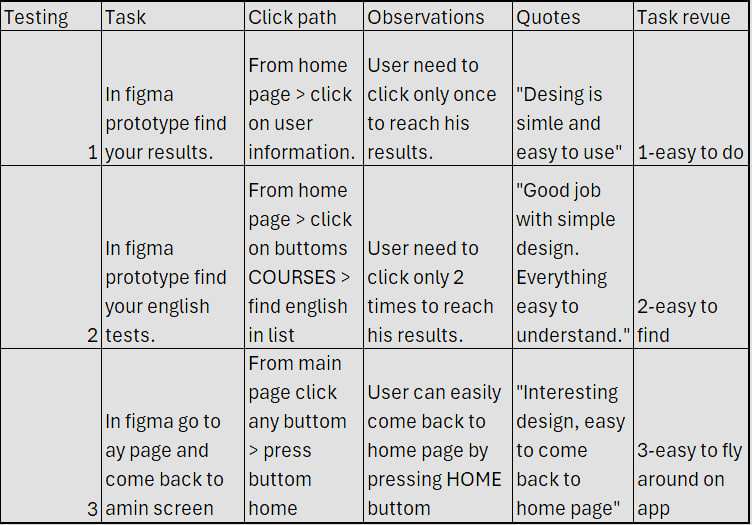 Testing Task Click path Observations Quotes Task revue
1
In figma
prototype find
your results.
From home
page > click
on user
information.
User need to
click only once
to reach his
results.
"Desing is
simle and
easy to use"
1-easy to do
2
In figma
prototype find
your english
tests.
From home
page > click
on buttoms
COURSES >
find english
in list
User need to
click only 2
times to reach
his results.
"Good job
with simple
design.
Everything
easy to
understand."
2-easy to
find
3
In figma go to
ay page and
come back to
amin screen
From main
page click
any buttom
> press
buttom
home
User can easily
come back to
home page by
pressing HOME
buttom
"Interesting
design, easy
to come
back to
home page"
3-easy to fly
around on
app